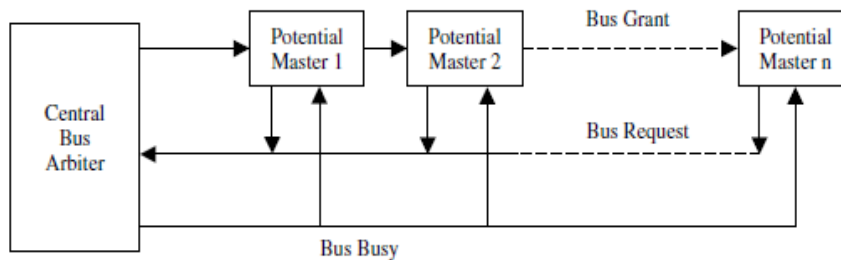 Bus Grant
Potential
Master 1
Potential
Master 2
Potential
Master n
Central
Bus
Arbiter
Bus Request
Bus Busy